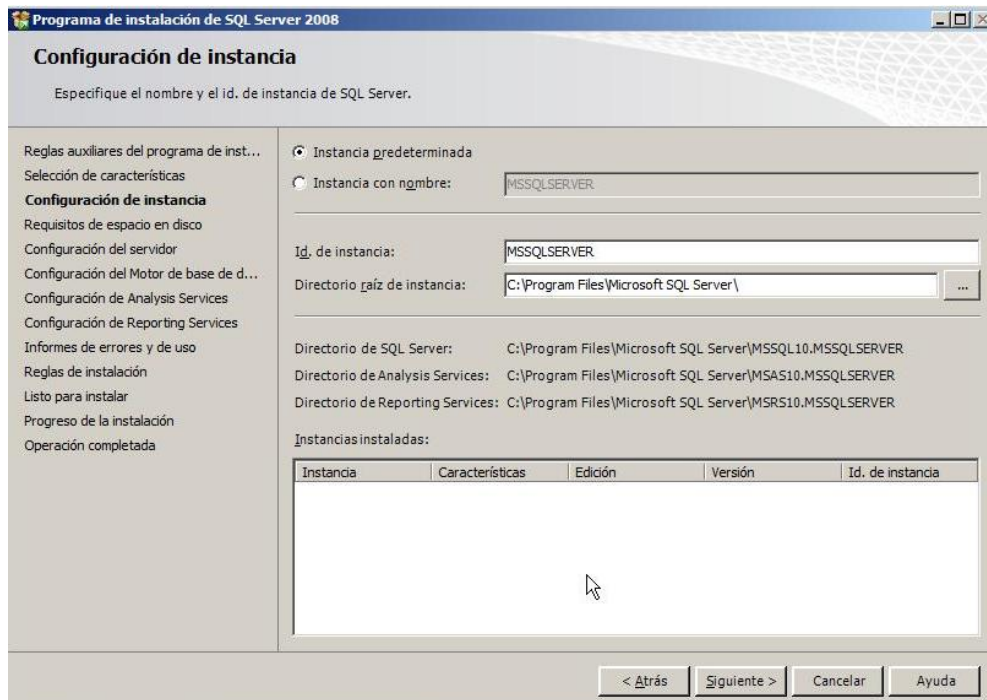 Programa de instalación de SQL Server 2008
Configuración de instancia
Especifique el nombre y el id. de instancia de SQL Server.
Reglas auxiliares del programa de inst...
Selección de características
Configuración de instancia
Requisitos de espacio en disco
Configuración del servidor
Configuración del Motor de base de d...
Configuración de Analysis Services
Configuración de Reporting Services
Informes de errores y de uso
Reglas de instalación
Listo para instalar
Progreso de la instalación
Operación completada
Instancia predeterminada
Instancia con nombre: MSSQLSERVER
Id. de instancia: MSSQLSERVER
Directorio raíz de instancia: C:\Program Files\Microsoft SQL Server\ ...
Directorio de SQL Server: C:\Program Files\Microsoft SQL Server\MSSQL10.MSSQLSERVER
Directorio de Analysis Services: C:\Program Files\Microsoft SQL Server\MSAS10.MSSQLSERVER
Directorio de Reporting Services: C:\Program Files\Microsoft SQL Server\MSRS10.MSSQLSERVER
Instancias instaladas:
Instancia Características Edición Versión Id. de instancia
< Atrás Siguiente > Cancelar Ayuda